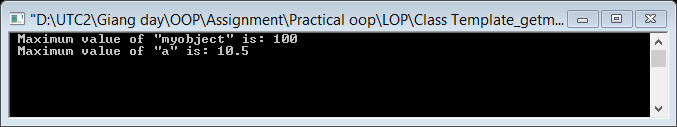 "D:\UTC2\Giang day\OOP\Assignment\Practical oop\LOP\Class Template_getm...
Maximum value of "myobject" is: 100
Maximum value of "a" is: 10.5